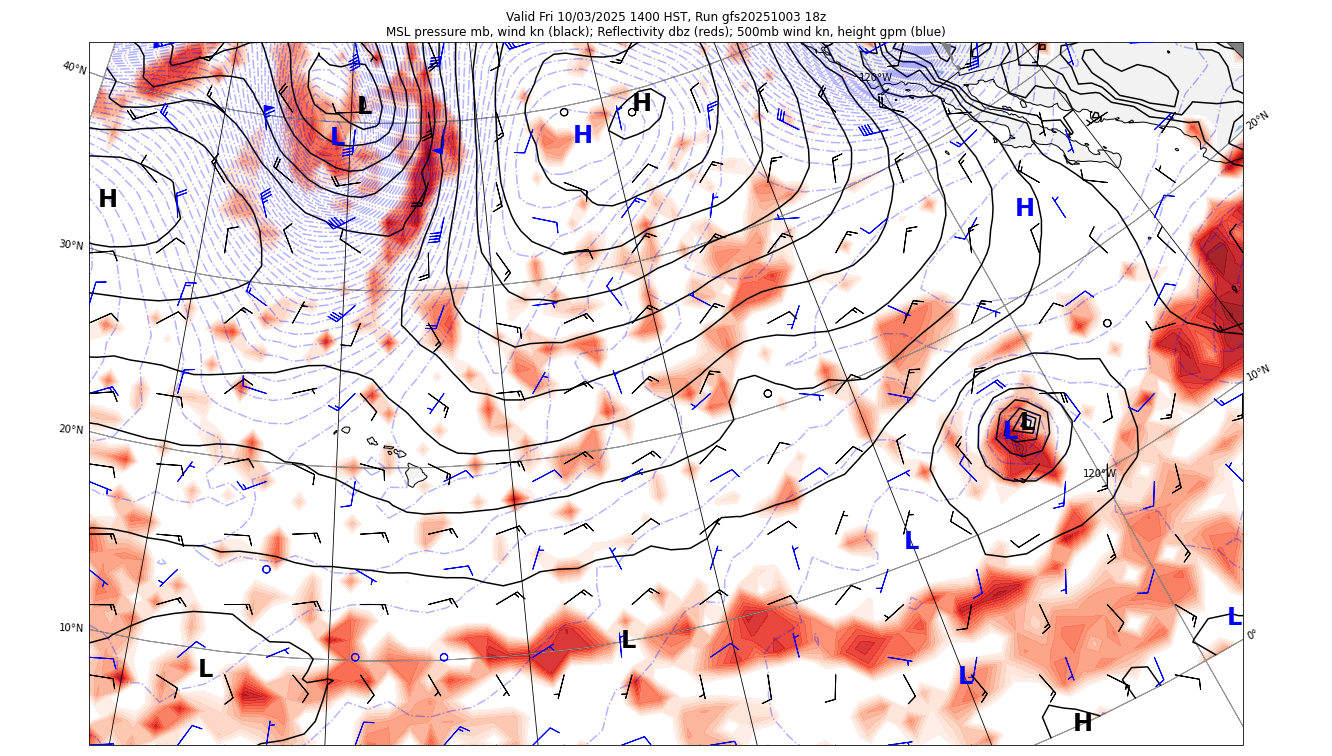 Valid Fri 10/03/2025 1400 HST, Run gfs20251003 18z
MSL pressure mb, wind kn (black); Reflectivity dbz (reds); 500mb wind kn, height gpm (blue)
40°N
120°W
L
H
20°N
L
H
H
H
30°N
10°N
20°N
L
L
120°W
L
10°N
L
0°
L
L
L
H